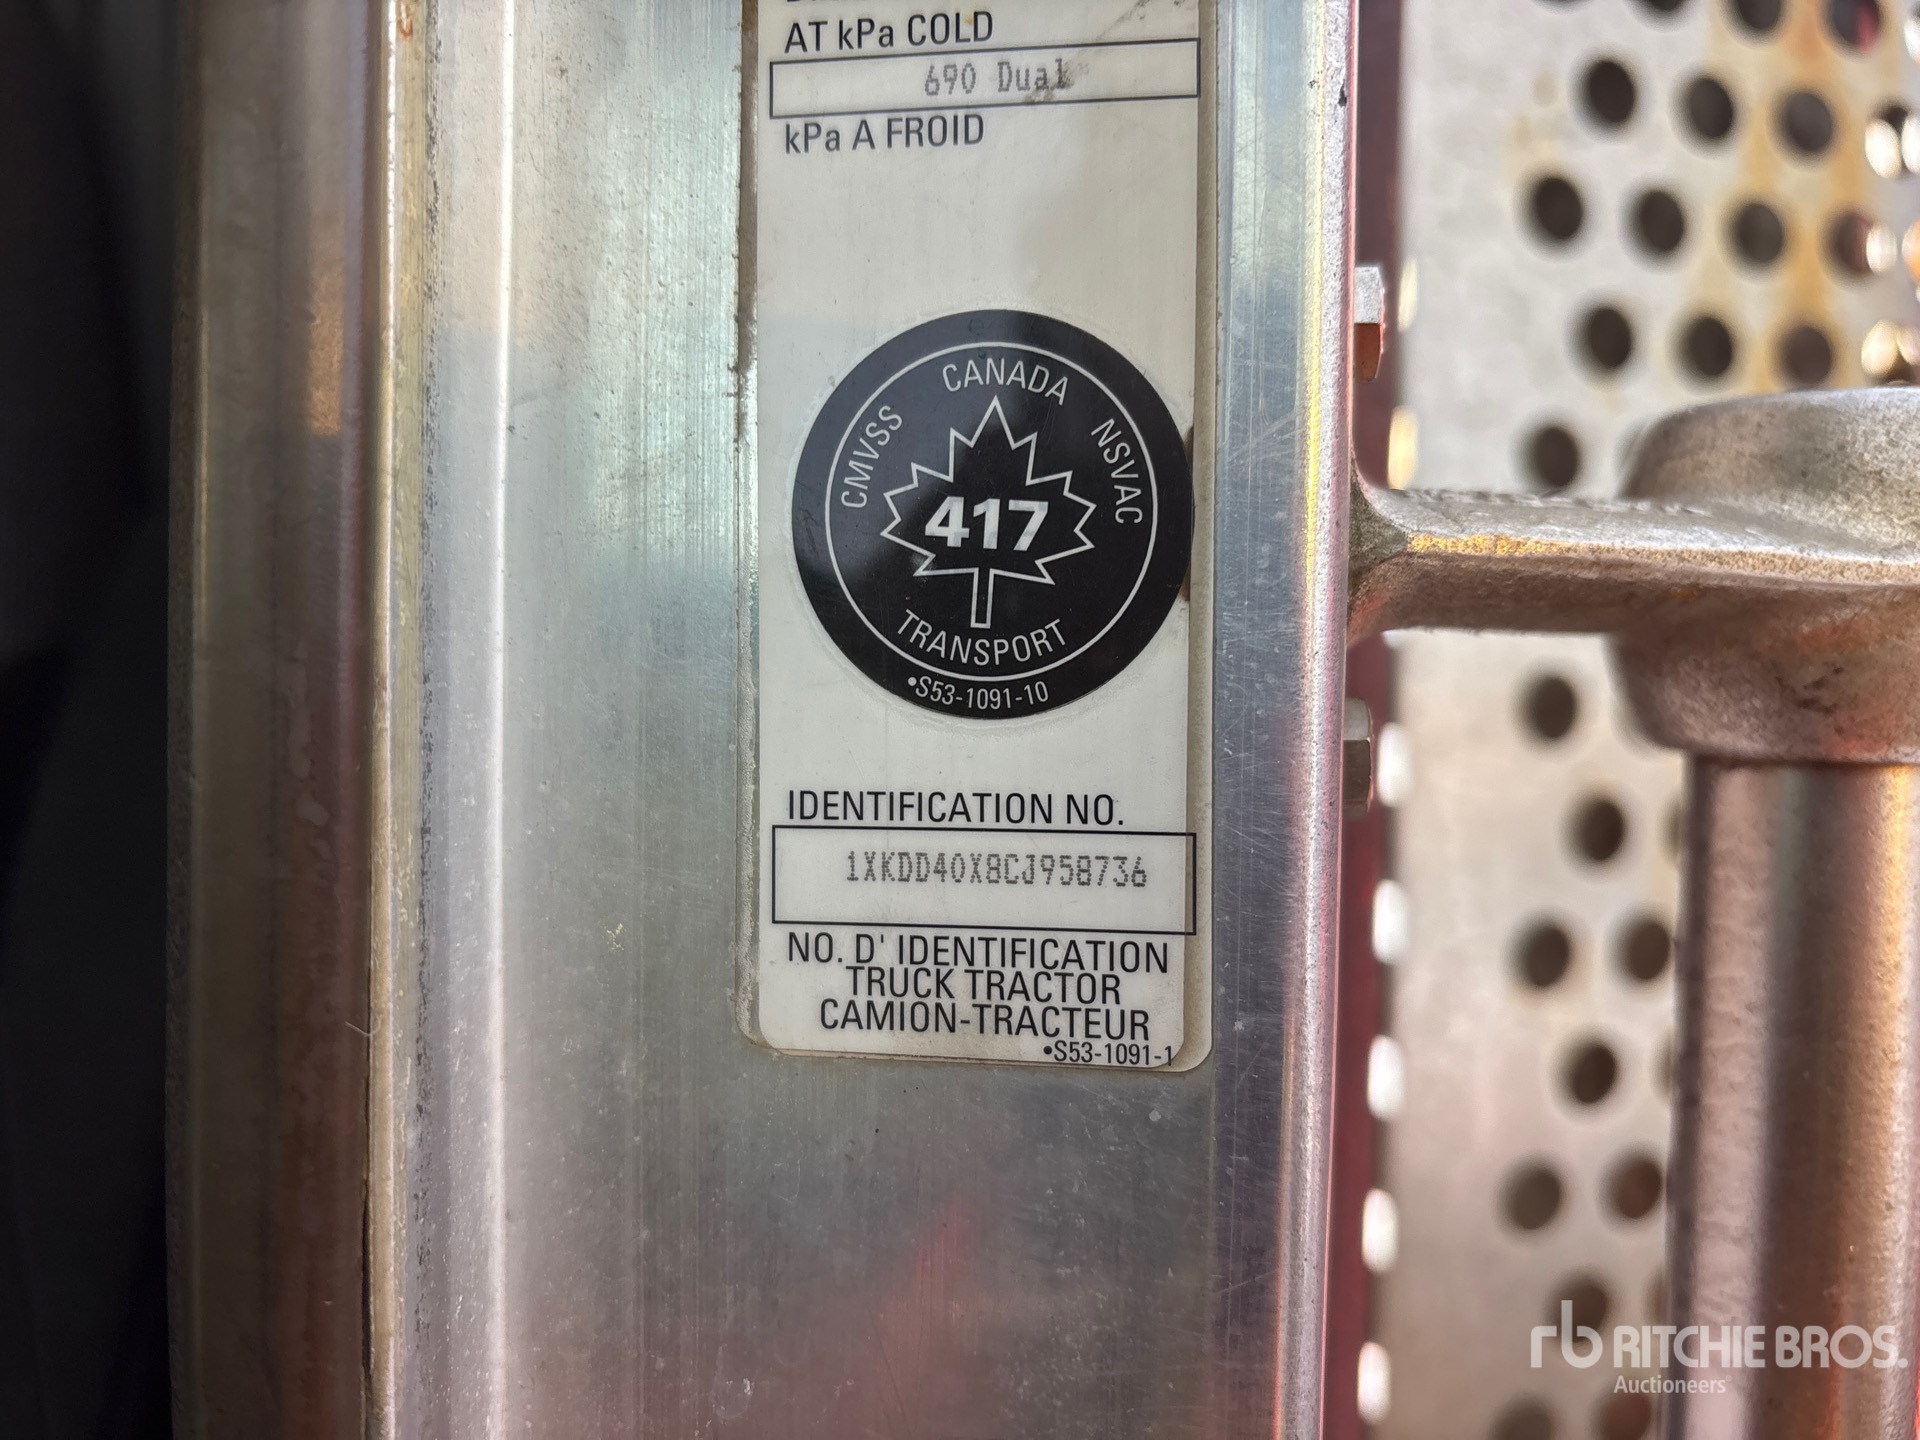 AT kPa COLD
690 Dual
kPa A FROID
CANADA
CMVSS
NSVAC
417
TRANSPORT
•S53-1091-10
IDENTIFICATION NO.
1XKDD40X8CJ958736
NO. D' IDENTIFICATION
TRUCK TRACTOR
CAMION-TRACTEUR
•S53-1091-1
rb RITCHIE BROS.
Auctioneers